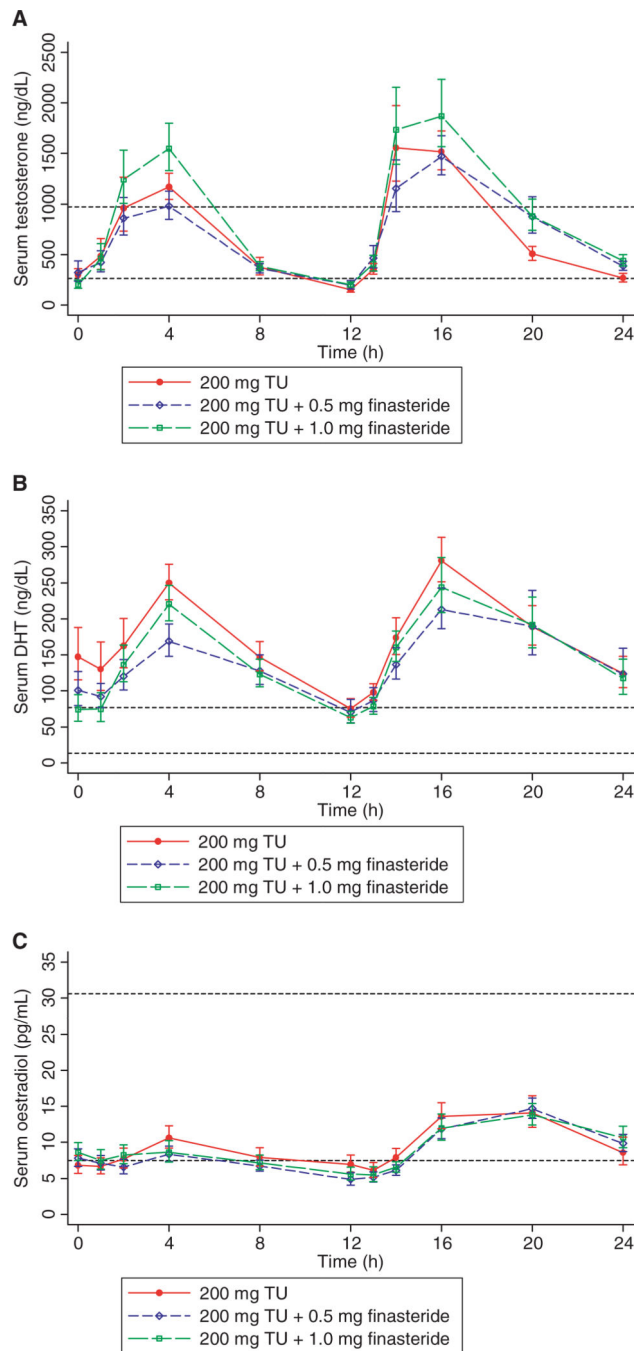 A
Serum testosterone (ng/dL)
2500
2000
1500
1000
500
0
0 4 8 12 16 20 24
Time (h)
200 mg TU
200 mg TU + 0.5 mg finasteride
200 mg TU + 1.0 mg finasteride
B
Serum DHT (ng/dL)
350
300
250
200
150
100
50
0
0 4 8 12 16 20 24
Time (h)
200 mg TU
200 mg TU + 0.5 mg finasteride
200 mg TU + 1.0 mg finasteride
C
Serum oestradiol (pg/mL)
35
30
25
20
15
10
5
0
0 4 8 12 16 20 24
Time (h)
200 mg TU
200 mg TU + 0.5 mg finasteride
200 mg TU + 1.0 mg finasteride